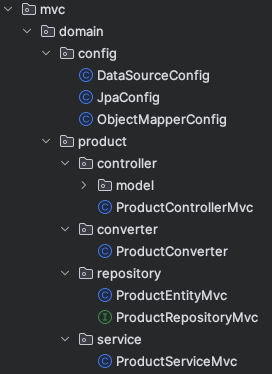 mvc
domain
config
DataSourceConfig
JpaConfig
ObjectMapperConfig
product
controller
model
ProductControllerMvc
converter
ProductConverter
repository
ProductEntityMvc
ProductRepositoryMvc
service
ProductServiceMvc